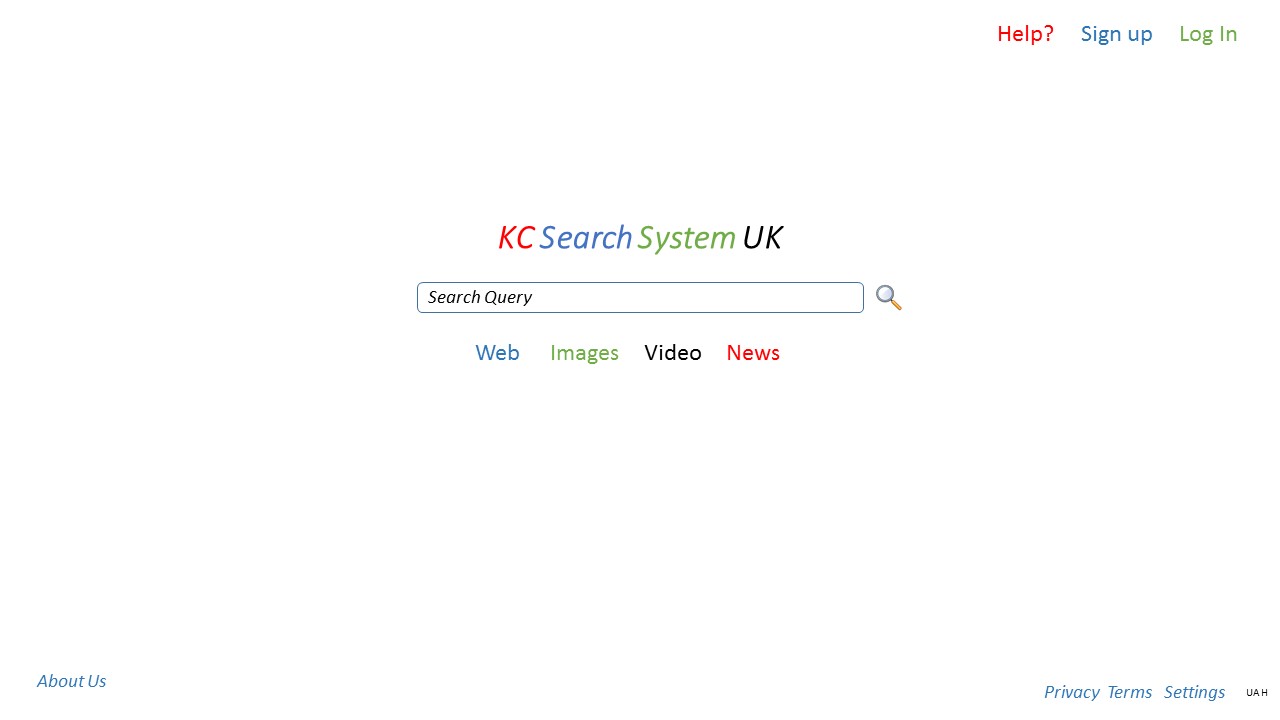 Help? Sign up Log In
KC Search System UK
Search Query
Web Images Video News
About Us
Privacy Terms Settings UAH